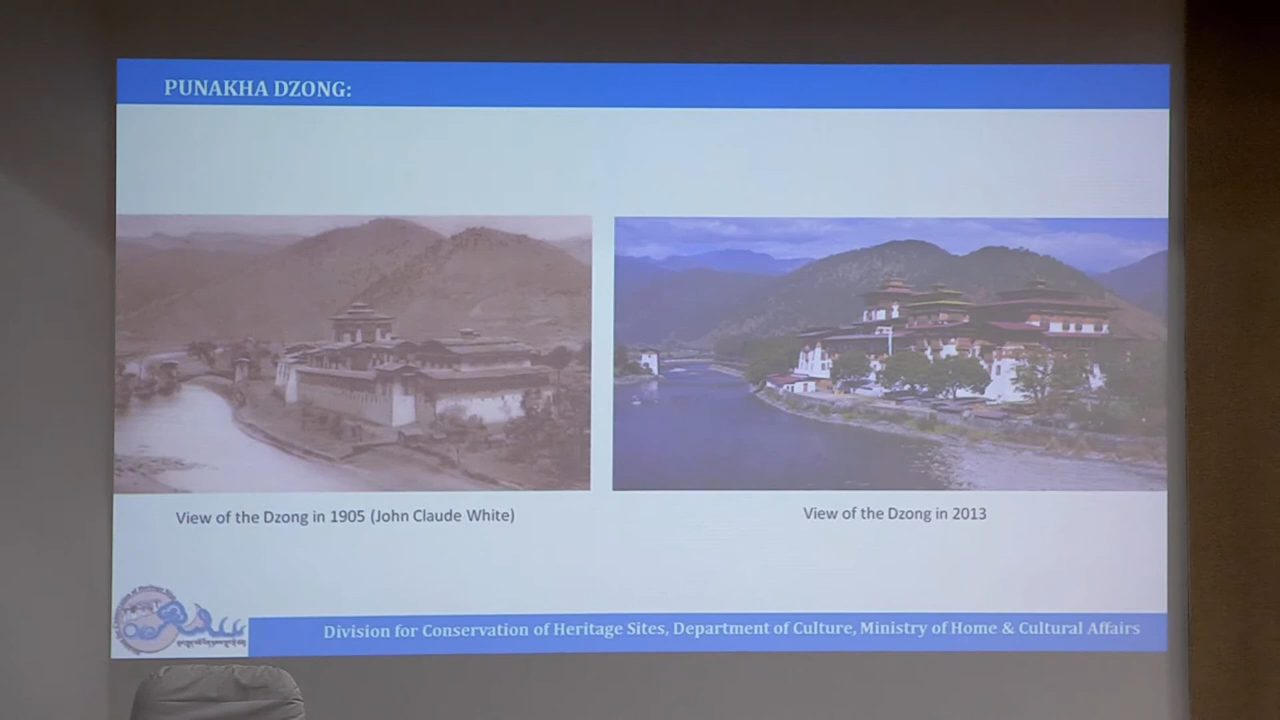 PUNAKHA DZONG:
View of the Dzong in 1905 (John Claude White)
View of the Dzong in 2013
Division for Conservation of Heritage Sites, Department of Culture, Ministry of Home & Cultural Affairs